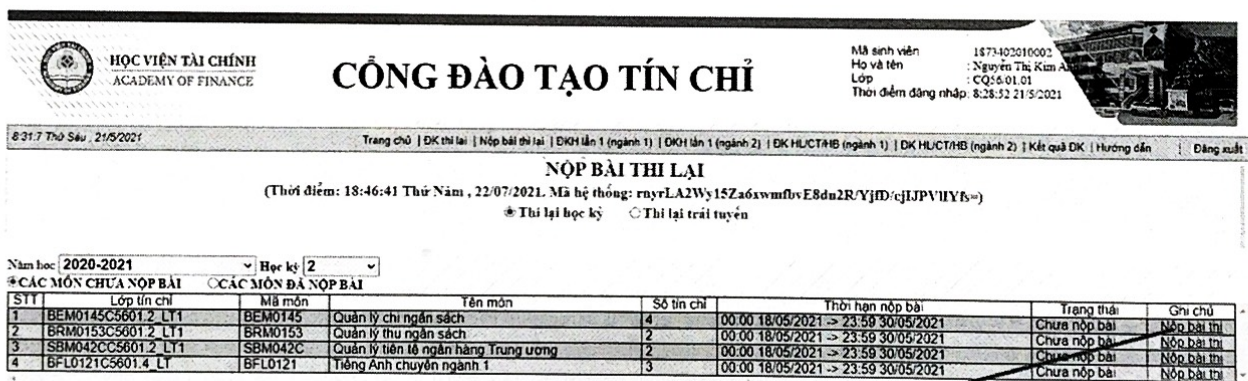 HỌC VIỆN TÀI CHÍNH
ACADEMY OF FINANCE
CỔNG ĐÀO TẠO TÍN CHỈ
Mã sinh viên 1873402010002
Họ và tên : Nguyễn Thị Kim
Lớp : CQ56.01.01
Thời điểm đăng nhập: 8:28:52 21/5/2021
8:31:7 Thứ Sáu , 21/5/2021
Trang chủ | ĐK thi lại | Nộp bài thi lại | ĐKH lần 1 (ngành 1) | ĐKH lần 1 (ngành 2) | ĐK HL/CT/HB (ngành 1) | ĐK HL/CT/HB (ngành 2) | Kết quả ĐK | Hướng dẫn | Đăng xuất
NỘP BÀI THI LẠI
(Thời điểm: 18:46:41 Thứ Năm , 22/07/2021. Mã hệ thống:
Thi lại học kỳ Thi lại trái tuyến
Năm học 2020-2021 Học kỳ 2
CÁC MÔN CHƯA NỘP BÀI CÁC MÔN ĐÃ NỘP BÀI
STT Lớp tín chỉ Mã môn Tên môn Số tín chỉ Thời hạn nộp bài Trạng thái Ghi chú
1 BEM0145C5601.2_LT1 BEM0145 Quản lý chi ngân sách 4 00:00 18/05/2021 -> 23:59 30/05/2021 Chưa nộp bài Nộp bài thi
2 BRM0153C5601.2_LT1 BRM0153 Quản lý thu ngân sách 2 00:00 18/05/2021 -> 23:59 30/05/2021 Chưa nộp bài Nộp bài thi
3 SBM042CC5601.2_LT1 SBM042C Quản lý tiền tệ ngân hàng Trung ương 2 00:00 18/05/2021 -> 23:59 30/05/2021 Chưa nộp bài Nộp bài thi
4 BFL0121C5601.4_LT BFL0121 Tiếng Anh chuyên ngành 1 3 00:00 18/05/2021 -> 23:59 30/05/2021 Chưa nộp bài Nộp bài thi